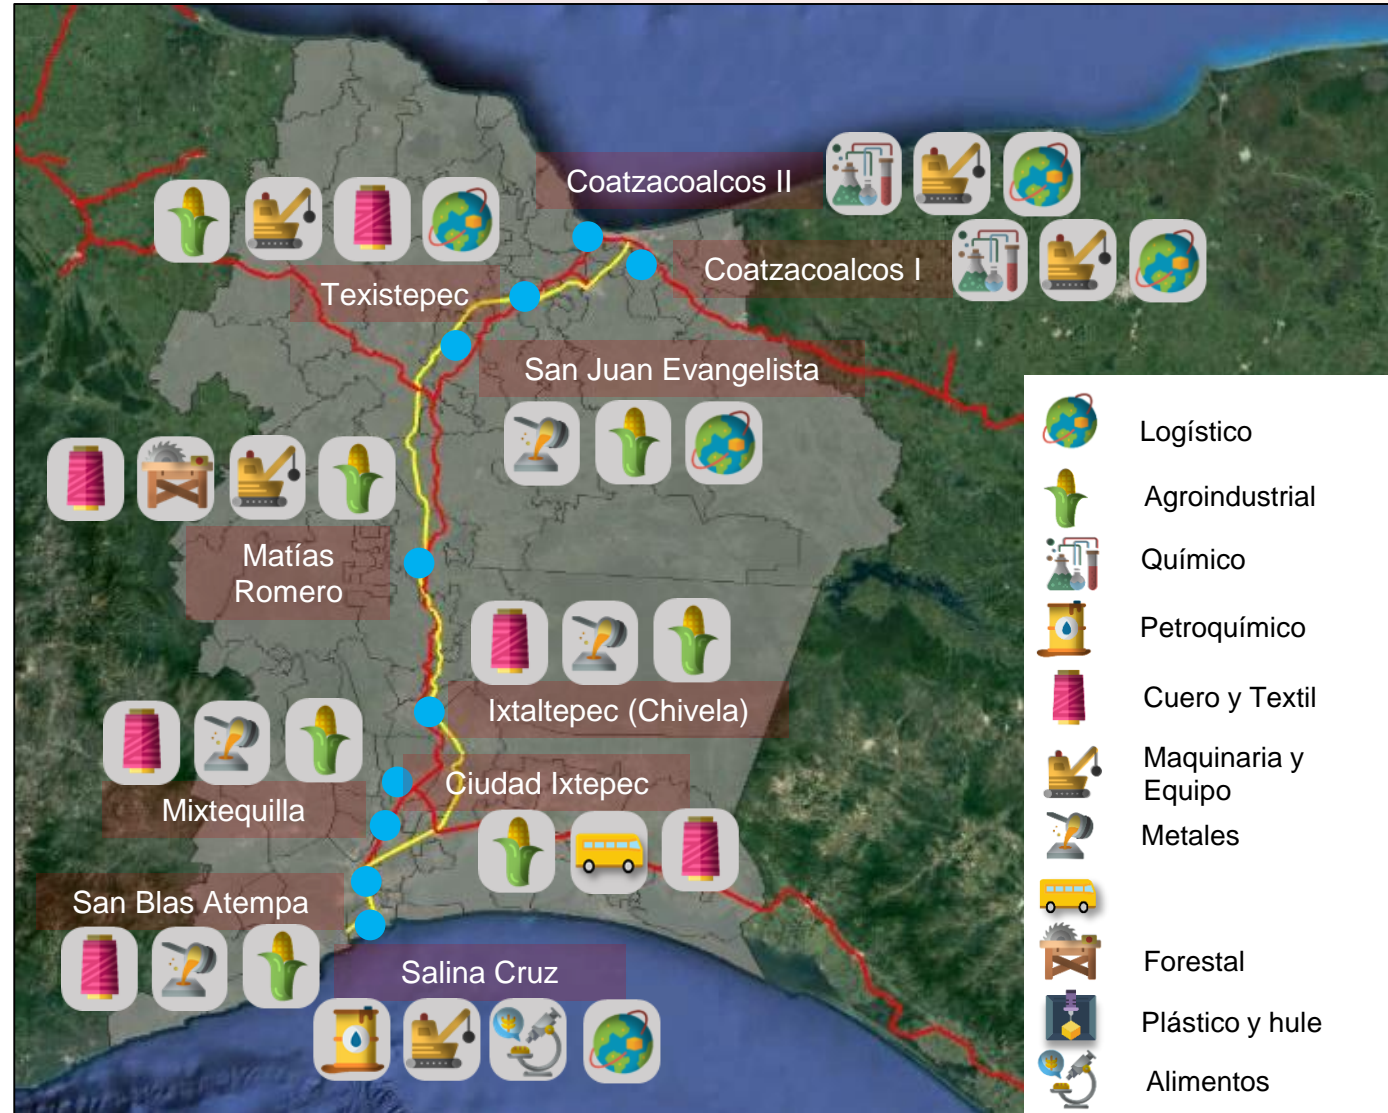 Coatzacoalcos II
Coatzacoalcos I
Texistepec
San Juan Evangelista
Matías
Romero
Ixtaltepec (Chivela)
Ciudad Ixtepec
Mixtequilla
San Blas Atempa
Salina Cruz
Logístico
Agroindustrial
Químico
Petroquímico
Cuero y Textil
Maquinaria y
Equipo
Metales
Forestal
Plástico y hule
Alimentos